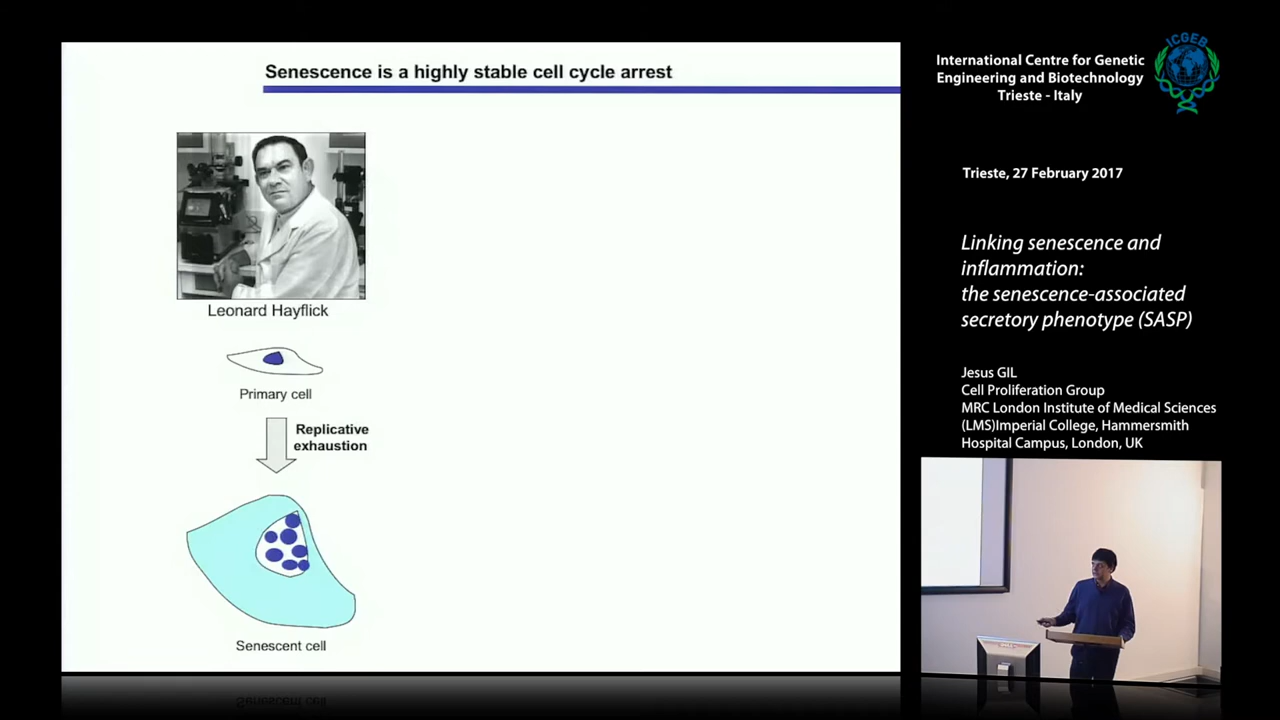 Senescence is a highly stable cell cycle arrest
Leonard Hayflick
Primary cell
Replicative
exhaustion
Senescent cell
International Centre for Genetic
Engineering and Biotechnology
Trieste - Italy
ICGEB
Trieste, 27 February 2017
Linking senescence and
inflammation:
the senescence-associated
secretory phenotype (SASP)
Jesus GIL
Cell Proliferation Group
MRC London Institute of Medical Sciences
(LMS)Imperial College, Hammersmith
Hospital Campus, London, UK